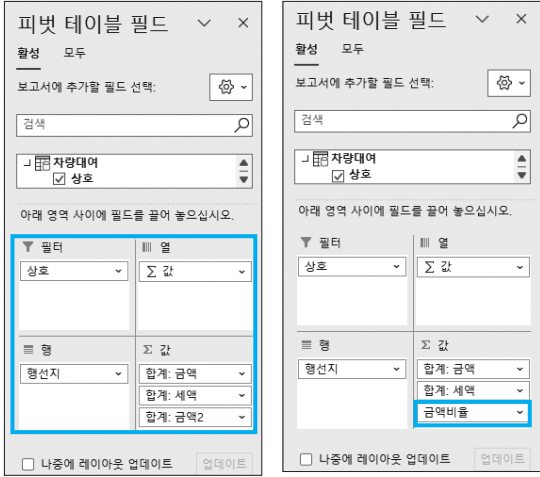 피벗 테이블 필드
활성 모두
보고서에 추가할 필드 선택:
검색
차량대여
상호
아래 영역 사이에 필드를 끌어 놓으십시오.
필터 열
상호 Σ 값
행 Σ 값
행선지 합계: 금액
합계: 세액
합계: 금액2
나중에 레이아웃 업데이트 업데이트
피벗 테이블 필드
활성 모두
보고서에 추가할 필드 선택:
검색
차량대여
상호
아래 영역 사이에 필드를 끌어 놓으십시오.
필터 열
상호 Σ 값
행 Σ 값
행선지 합계: 금액
합계: 세액
금액비율
나중에 레이아웃 업데이트 업데이트